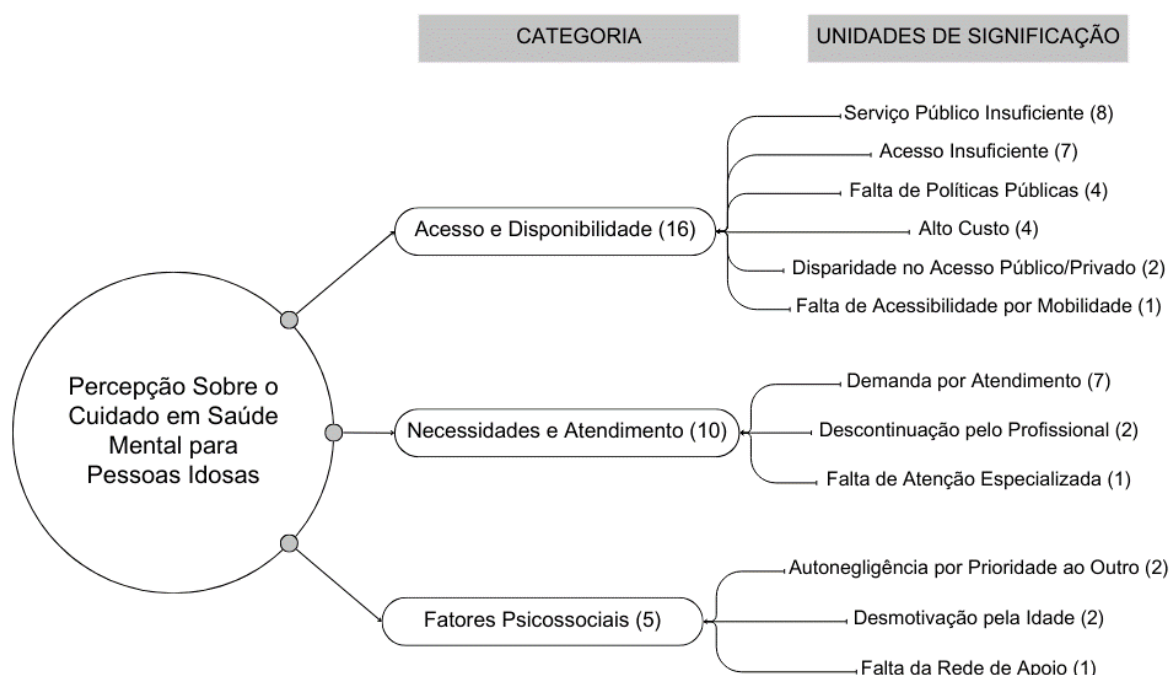 CATEGORIA
UNIDADES DE SIGNIFICAÇÃO
Percepção Sobre o
Cuidado em Saúde
Mental para
Pessoas Idosas
Acesso e Disponibilidade (16)
Serviço Público Insuficiente (8)
Acesso Insuficiente (7)
Falta de Políticas Públicas (4)
Alto Custo (4)
Disparidade no Acesso Público/Privado (2)
Falta de Acessibilidade por Mobilidade (1)
Necessidades e Atendimento (10)
Demanda por Atendimento (7)
Descontinuação pelo Profissional (2)
Falta de Atenção Especializada (1)
Fatores Psicossociais (5)
Autonegligência por Prioridade ao Outro (2)
Desmotivação pela Idade (2)
Falta da Rede de Apoio (1)